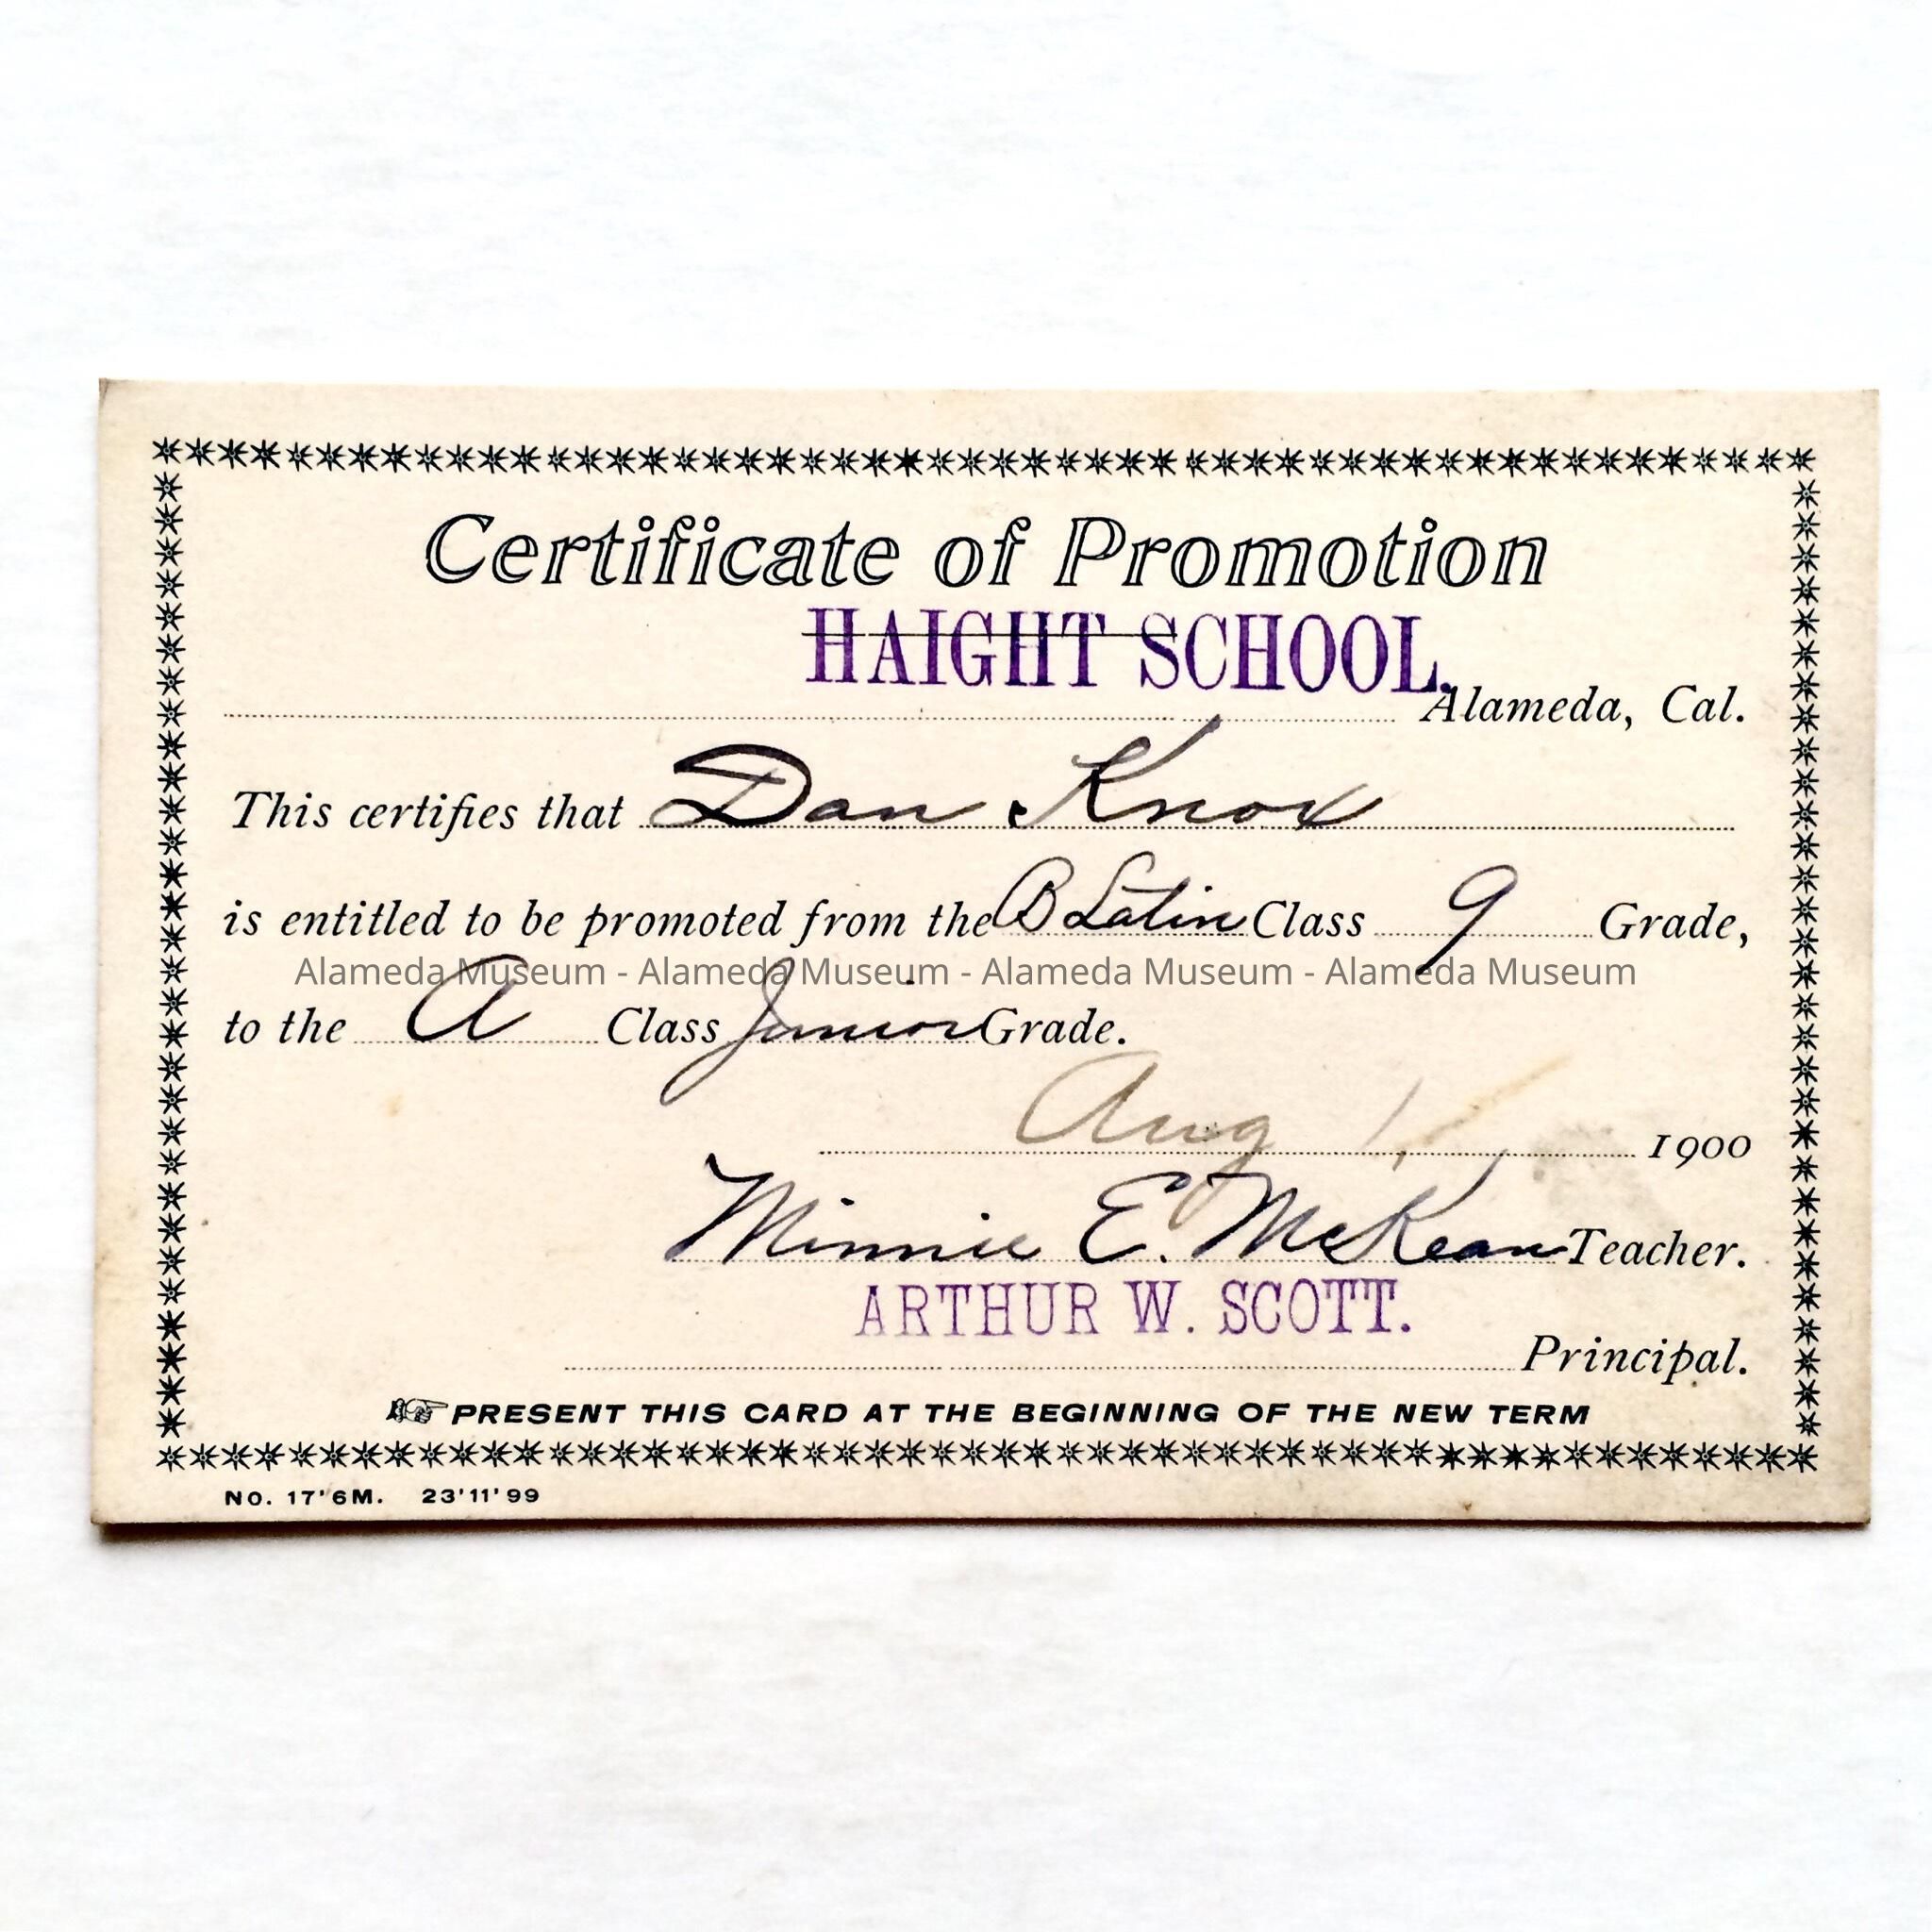 Certificate of Promotion
HAIGHT SCHOOL.
Alameda, Cal.
This certifies that Dan Knox
is entitled to be promoted from the B Latin Class 9 Grade,
Alameda Museum - Alameda Museum - Alameda Museum - Alameda Museum
to the A Class Junior Grade.
Aug 1, 1900
Minnie E. McKean Teacher.
ARTHUR W. SCOTT.
Principal.
PRESENT THIS CARD AT THE BEGINNING OF THE NEW TERM
NO. 17'6M. 23'11'99